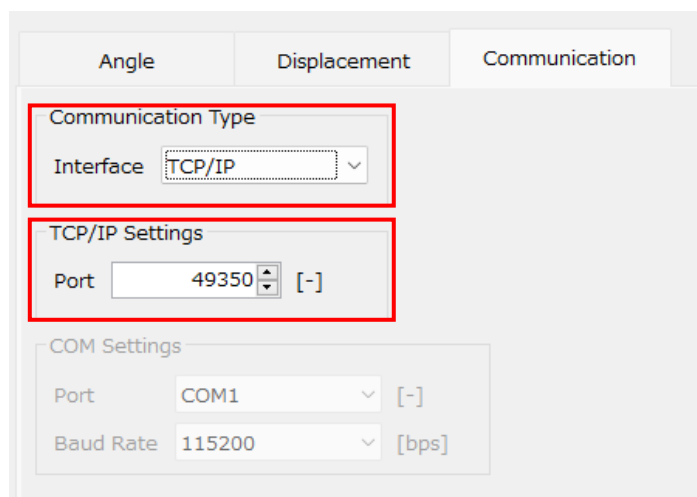 Angle Displacement Communication
Communication Type
Interface TCP/IP
TCP/IP Settings
Port 49350 [-]
COM Settings
Port COM1 [-]
Baud Rate 115200 [bps]